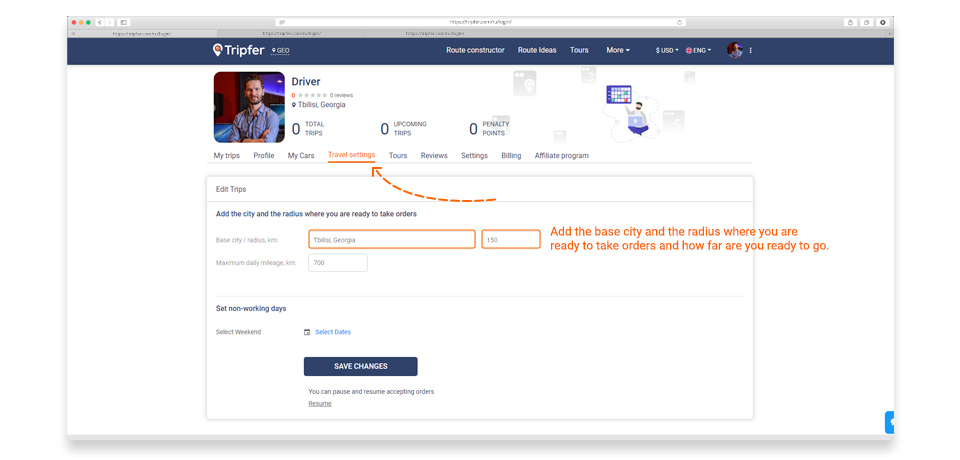 https://tripfer.com/ru/login/
https://tripfer.com/ru/login/
https://tripfer.com/ru/login/
https://tripfer.com/ru/login/
Tripfer GEO Route constructor Route Ideas Tours More $ USD ENG
Driver
0 0 reviews
Tbilisi, Georgia
0 TOTAL TRIPS
0 UPCOMING TRIPS
0 PENALTY POINTS
My trips Profile My Cars Travel settings Tours Reviews Settings Billing Affiliate program
Edit Trips
Add the city and the radius where you are ready to take orders
Base city / radius, km: Tbilisi, Georgia 150
Add the base city and the radius where you are
ready to take orders and how far are you ready to go.
Maximum daily mileage, km: 700
Set non-working days
Select Weekend Select Dates
SAVE CHANGES
You can pause and resume accepting orders
Resume